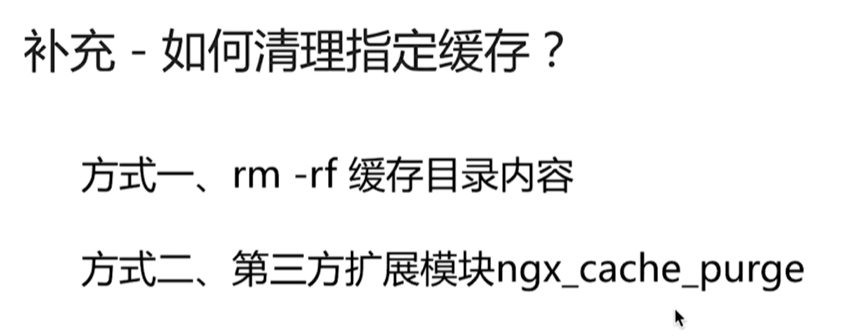 补充 - 如何清理指定缓存？
方式一、rm -rf 缓存目录内容
方式二、第三方扩展模块ngx_cache_purge